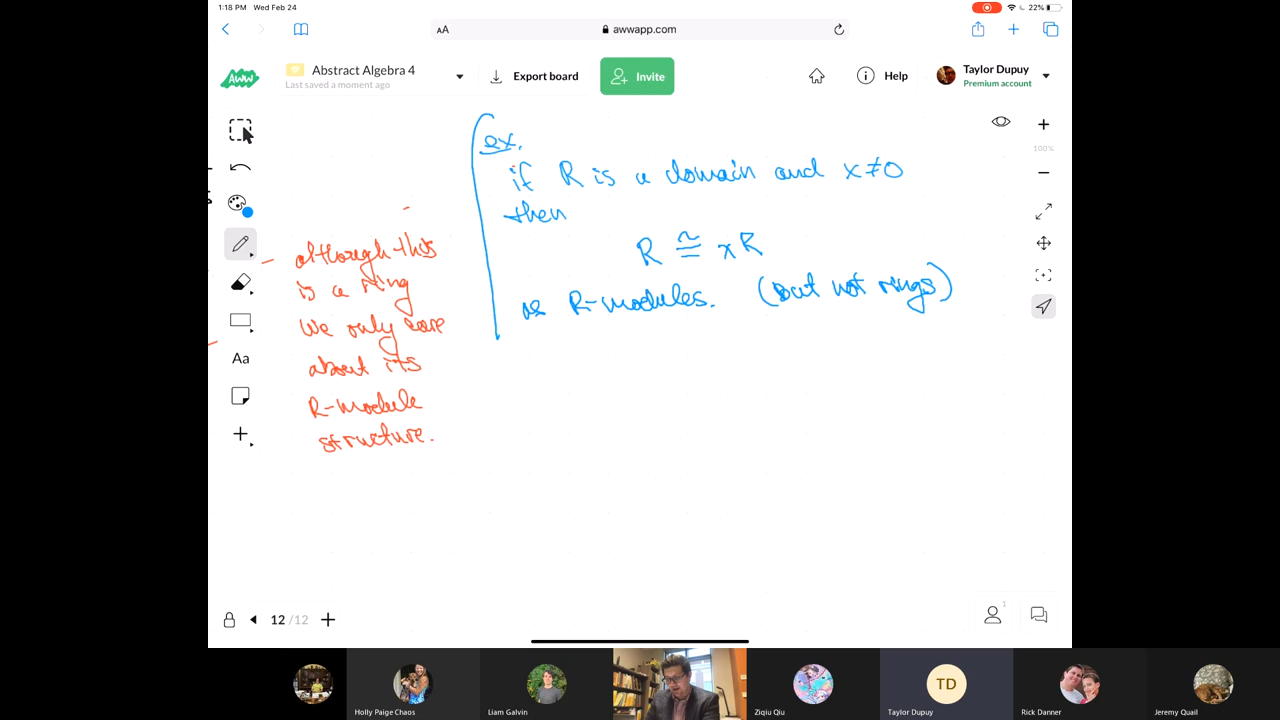 1:18 PM Wed Feb 24
22%
AA
awwapp.com
AWW
Abstract Algebra 4
Last saved a moment ago
Export board
Invite
Help
Taylor Dupuy
Premium account
100%
ex.
if R is a domain and x≠0
then
R ≅ xR
as R-modules. (but not rings)
although this
is a ring
we only care
about its
R-module
structure.
Aa
12 /12
1
Holly Paige Chaos
Liam Galvin
Ziqiu Qiu
TD
Taylor Dupuy
Rick Danner
Jeremy Quail